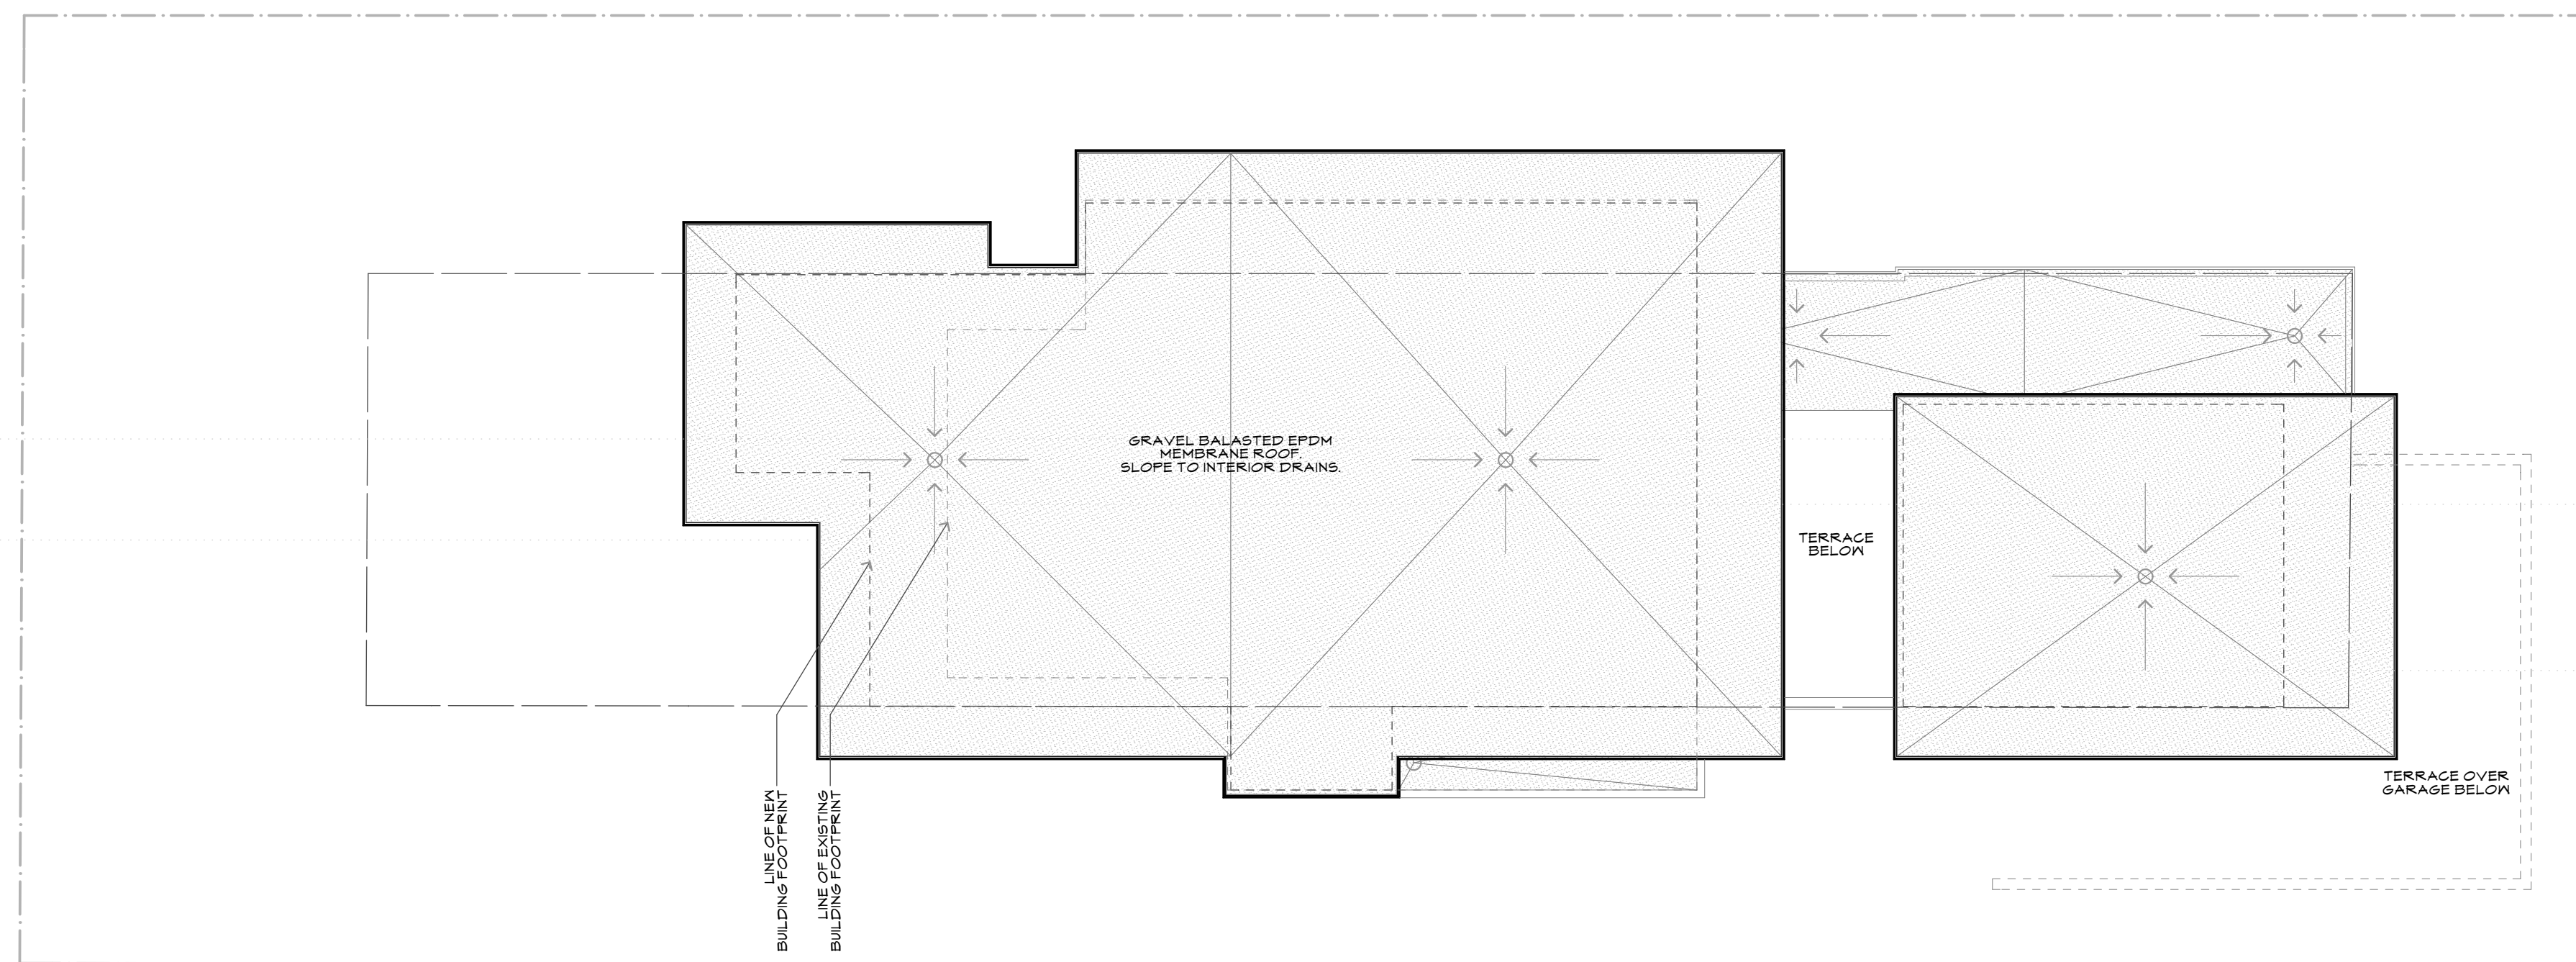 GRAVEL BALASTED EPDM
MEMBRANE ROOF.
SLOPE TO INTERIOR DRAINS.
TERRACE
BELOW
TERRACE OVER
GARAGE BELOW
LINE OF NEW
BUILDING FOOTPRINT
LINE OF EXISTING
BUILDING FOOTPRINT